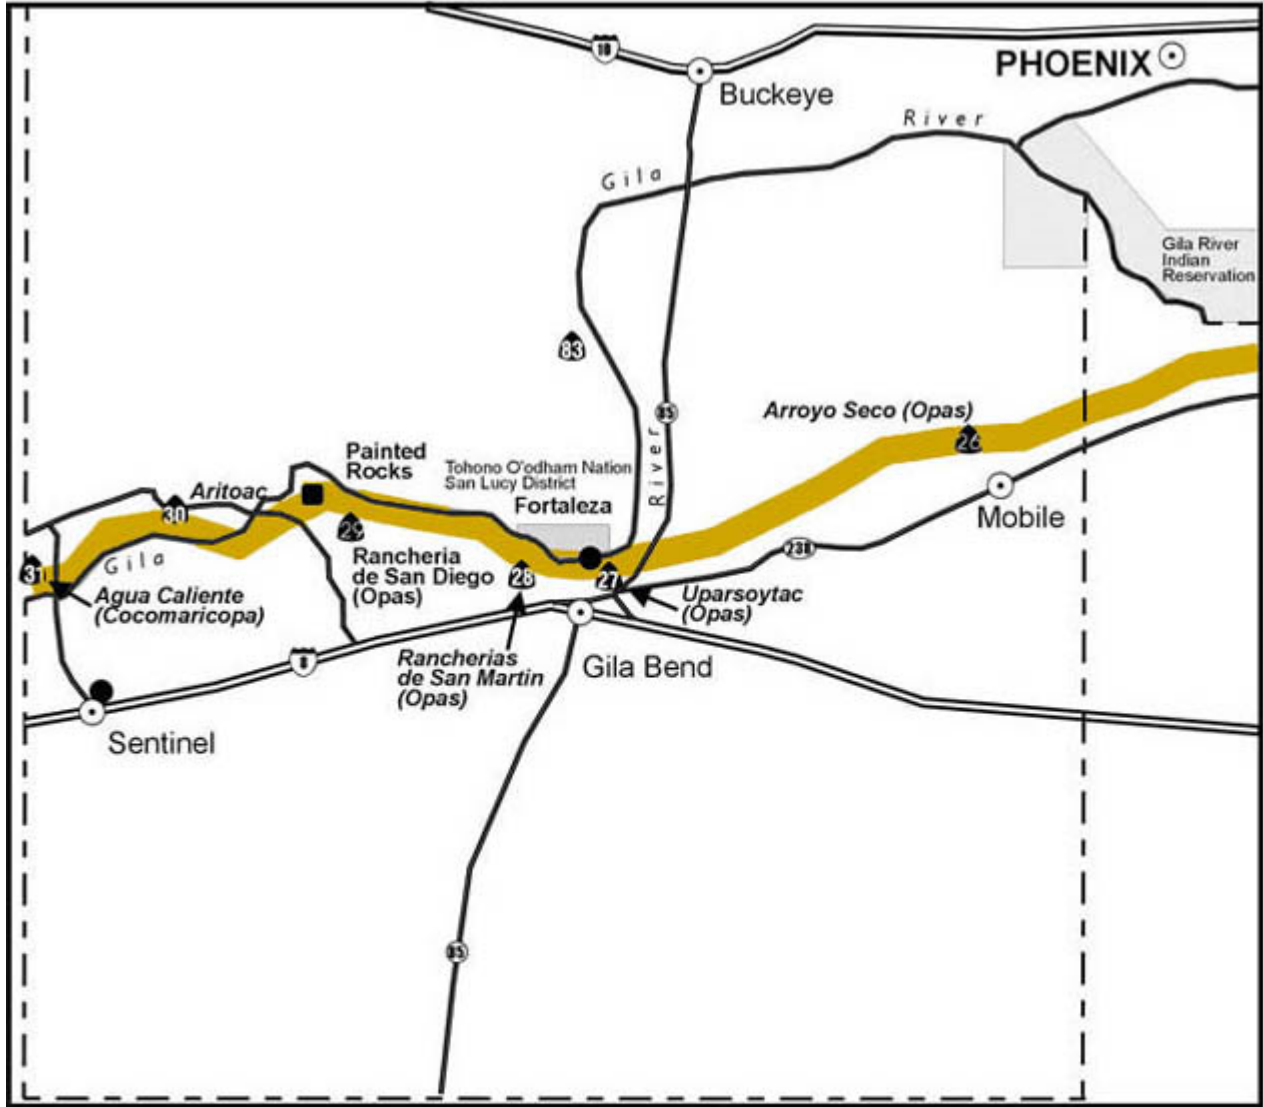 10
PHOENIX
Buckeye
River
Gila
Gila River
Indian
Reservation
83
85
River
Arroyo Seco (Opas)
26
Painted
Rocks
Tohono O'odham Nation
San Lucy District
Fortaleza
Aritoac
30
29
Mobile
238
Gila
31
Rancheria
de San Diego
(Opas)
28
27
Agua Caliente
(Cocomaricopa)
Uparsoytac
(Opas)
Rancherias
de San Martin
(Opas)
8
Gila Bend
Sentinel
85